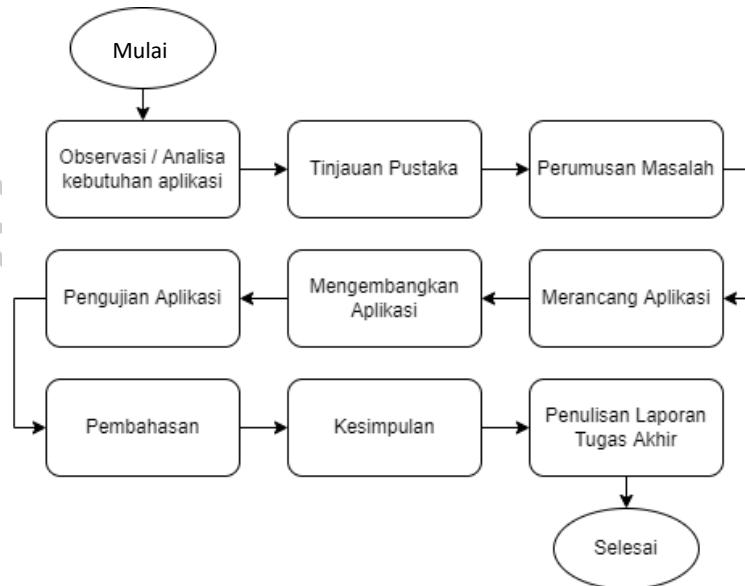 Mulai
Observasi / Analisa
kebutuhan aplikasi
Tinjauan Pustaka
Perumusan Masalah
Merancang Aplikasi
Mengembangkan
Aplikasi
Pengujian Aplikasi
Pembahasan
Kesimpulan
Penulisan Laporan
Tugas Akhir
Selesai